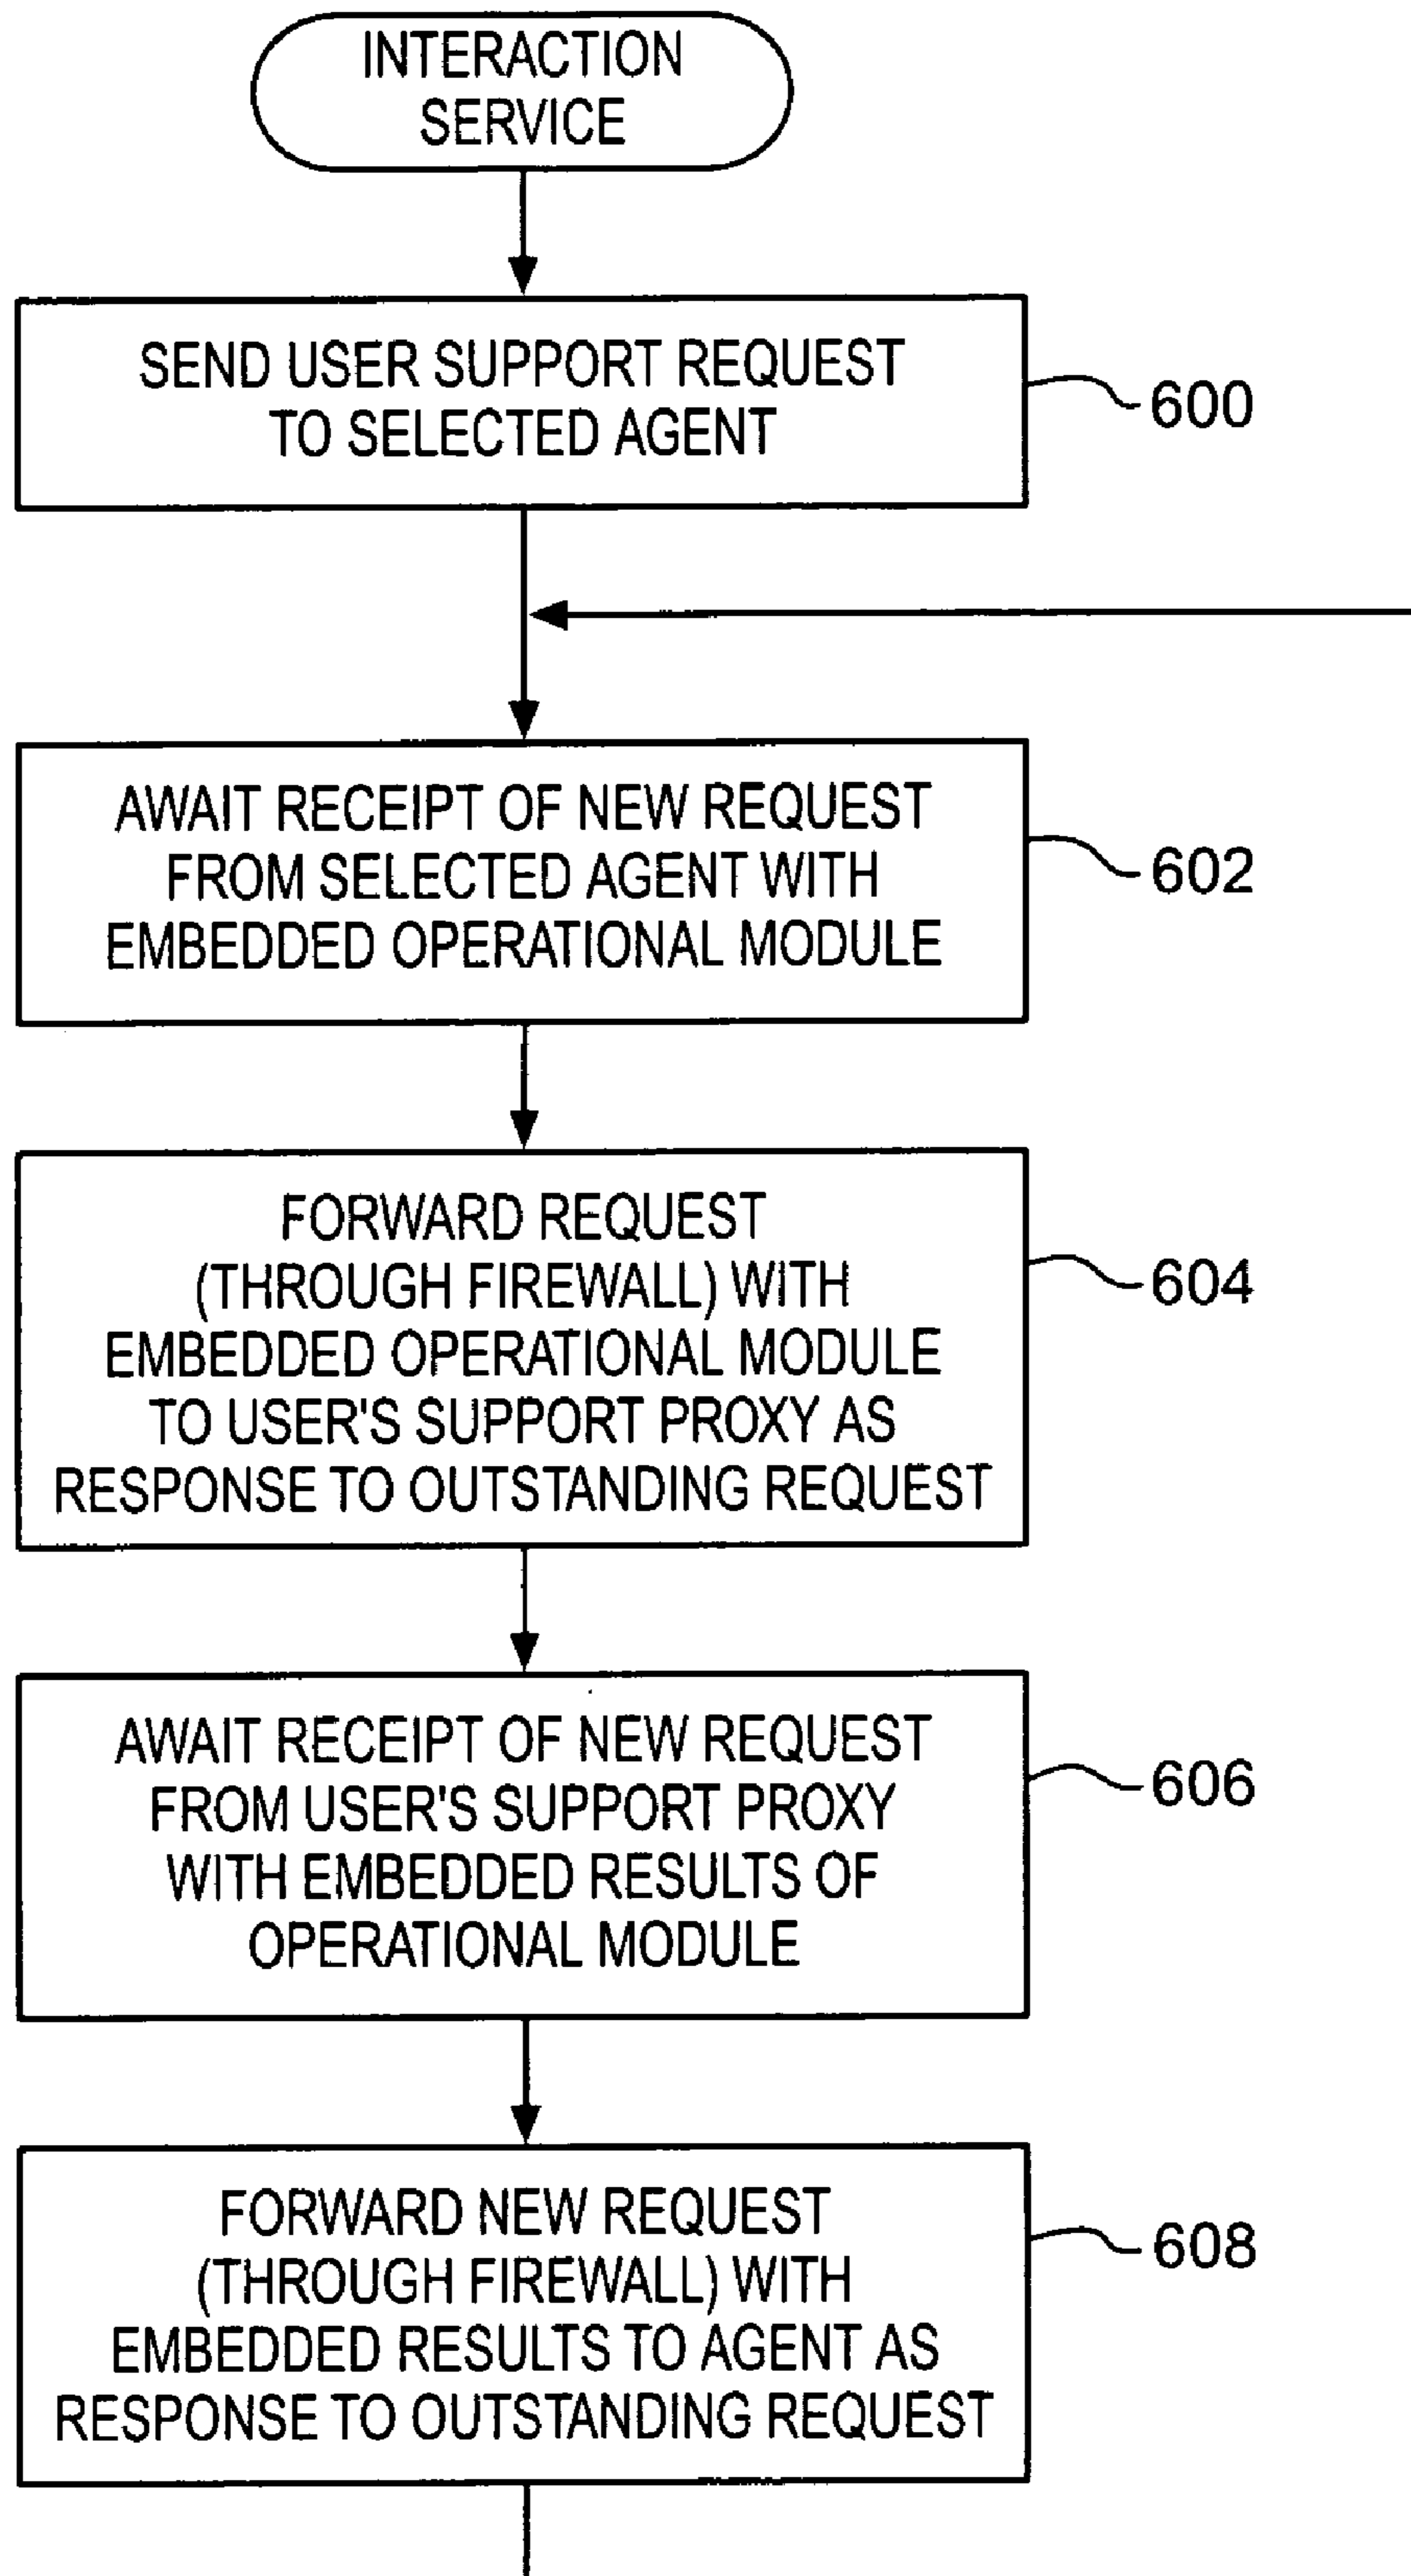 INTERACTION
SERVICE
SEND USER SUPPORT REQUEST
TO SELECTED AGENT
600
AWAIT RECEIPT OF NEW REQUEST
FROM SELECTED AGENT WITH
EMBEDDED OPERATIONAL MODULE
602
FORWARD REQUEST
(THROUGH FIREWALL) WITH
EMBEDDED OPERATIONAL MODULE
TO USER'S SUPPORT PROXY AS
RESPONSE TO OUTSTANDING REQUEST
604
AWAIT RECEIPT OF NEW REQUEST
FROM USER'S SUPPORT PROXY
WITH EMBEDDED RESULTS OF
OPERATIONAL MODULE
606
FORWARD NEW REQUEST
(THROUGH FIREWALL) WITH
EMBEDDED RESULTS TO AGENT AS
RESPONSE TO OUTSTANDING REQUEST
608